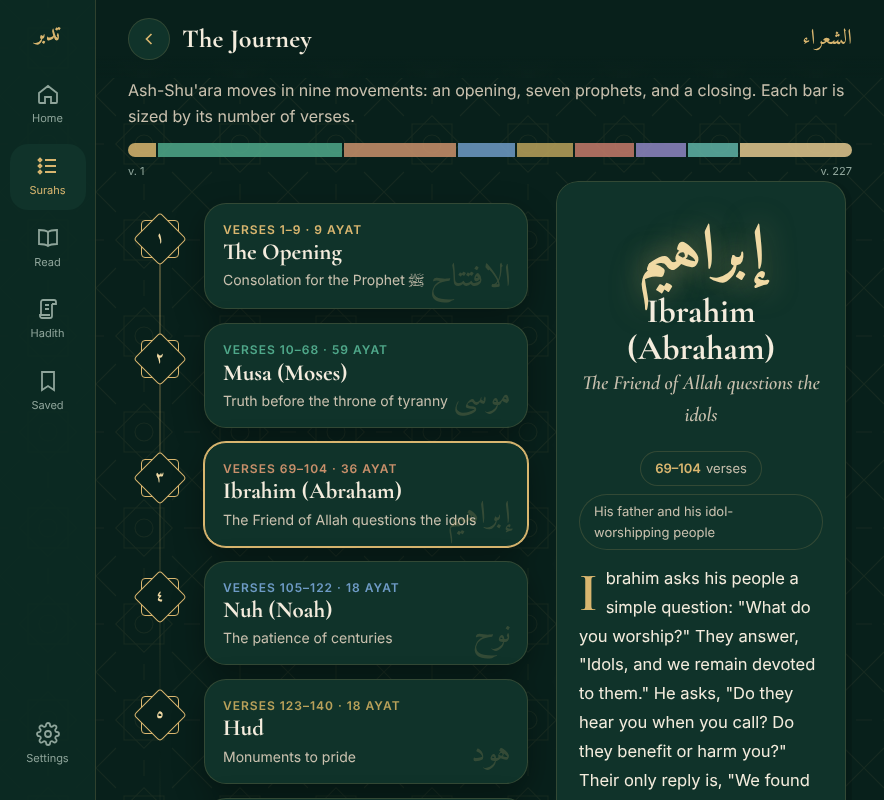 تدبر
Home
Surahs
Read
Hadith
Saved
Settings
The Journey
الشعراء
Ash-Shu'ara moves in nine movements: an opening, seven prophets, and a closing. Each bar is
sized by its number of verses.
v. 1
v. 227
١
VERSES 1–9 · 9 AYAT
The Opening
Consolation for the Prophet ﷺ
الافتتاح
٢
VERSES 10–68 · 59 AYAT
Musa (Moses)
Truth before the throne of tyranny
موسى
٣
VERSES 69–104 · 36 AYAT
Ibrahim (Abraham)
The Friend of Allah questions the idols
إبراهيم
٤
VERSES 105–122 · 18 AYAT
Nuh (Noah)
The patience of centuries
نوح
٥
VERSES 123–140 · 18 AYAT
Hud
Monuments to pride
هود
إبراهيم
Ibrahim
(Abraham)
The Friend of Allah questions the
idols
69–104 verses
His father and his idol-
worshipping people
Ibrahim asks his people a
simple question: "What do
you worship?" They answer,
"Idols, and we remain devoted
to them." He asks, "Do they
hear you when you call? Do
they benefit or harm you?"
Their only reply is, "We found